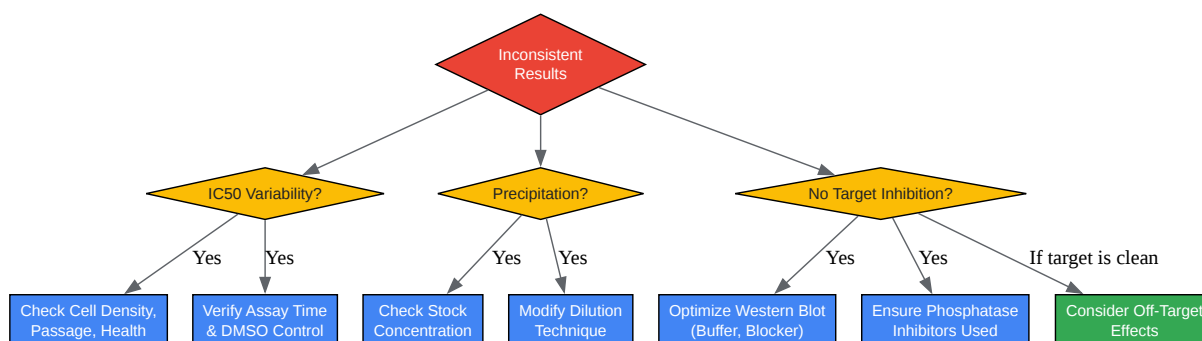 Inconsistent
Results
IC50 Variability?
Precipitation?
No Target Inhibition?
Yes
Yes
Yes
Yes
Yes
Yes
If target is clean
Check Cell Density,
Passage, Health
Verify Assay Time
& DMSO Control
Check Stock
Concentration
Modify Dilution
Technique
Optimize Western Blot
(Buffer, Blocker)
Ensure Phosphatase
Inhibitors Used
Consider Off-Target
Effects